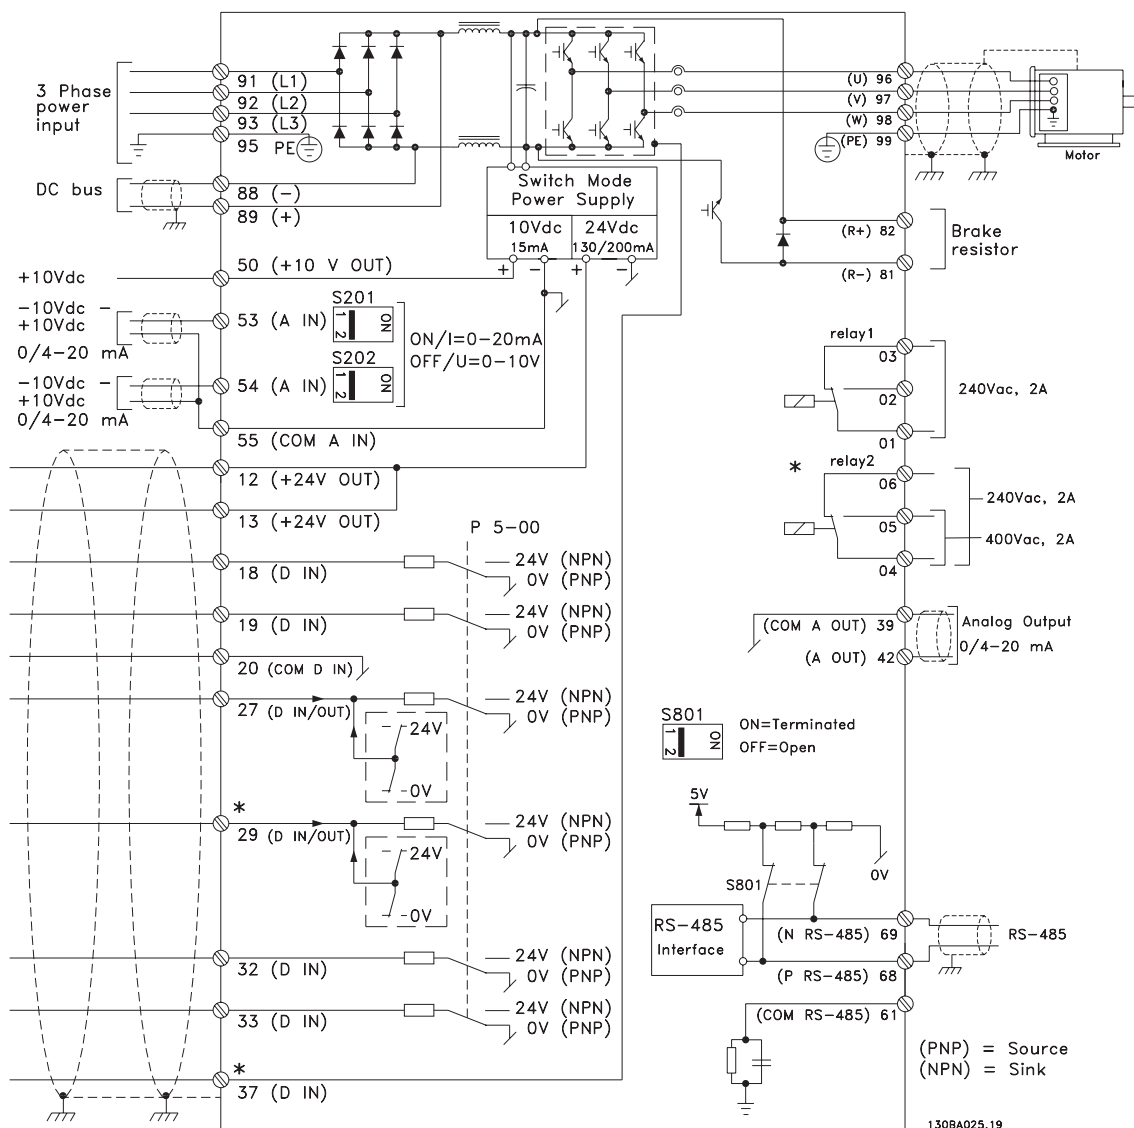 3 Phase
power
input
91 (L1)
92 (L2)
93 (L3)
95 PE
DC bus
88 (−)
89 (+)
Switch Mode
Power Supply
10Vdc
15mA
24Vdc
130/200mA
+ − + −
(U) 96
(V) 97
(W) 98
(PE) 99
Motor
(R+) 82
(R−) 81
Brake
resistor
+10Vdc
50 (+10 V OUT)
−10Vdc −
+10Vdc
0/4−20 mA
53 (A IN)
S201
1 2
ON
ON/I=0−20mA
OFF/U=0−10V
−10Vdc −
+10Vdc
0/4−20 mA
54 (A IN)
S202
1 2
ON
55 (COM A IN)
12 (+24V OUT)
13 (+24V OUT)
P 5-00
18 (D IN)
24V (NPN)
0V (PNP)
19 (D IN)
24V (NPN)
0V (PNP)
20 (COM D IN)
27 (D IN/OUT)
24V (NPN)
0V (PNP)
24V
0V
*
29 (D IN/OUT)
24V (NPN)
0V (PNP)
24V
0V
32 (D IN)
24V (NPN)
0V (PNP)
33 (D IN)
24V (NPN)
0V (PNP)
*
37 (D IN)
relay1
03
02
01
240Vac, 2A
*
relay2
06
05
04
240Vac, 2A
400Vac, 2A
(COM A OUT) 39
(A OUT) 42
Analog Output
0/4−20 mA
S801
1 2
ON
ON=Terminated
OFF=Open
5V
S801
0V
RS-485
Interface
(N RS-485) 69
(P RS-485) 68
(COM RS-485) 61
RS-485
(PNP) = Source
(NPN) = Sink
130BA025.19